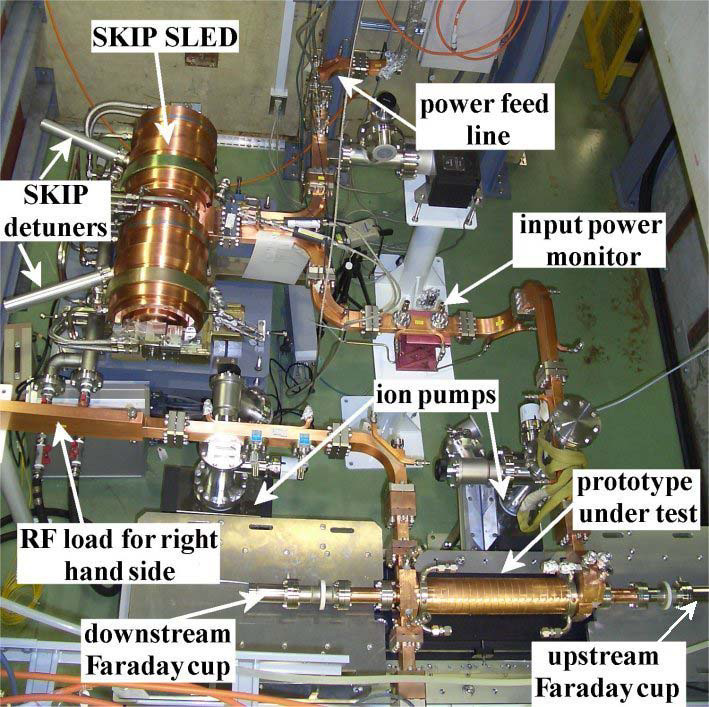 SKIP SLED
power feed
line
SKIP
detuners
input power
monitor
ion pumps
prototype
under test
RF load for right
hand side
downstream
Faraday cup
upstream
Faraday cup